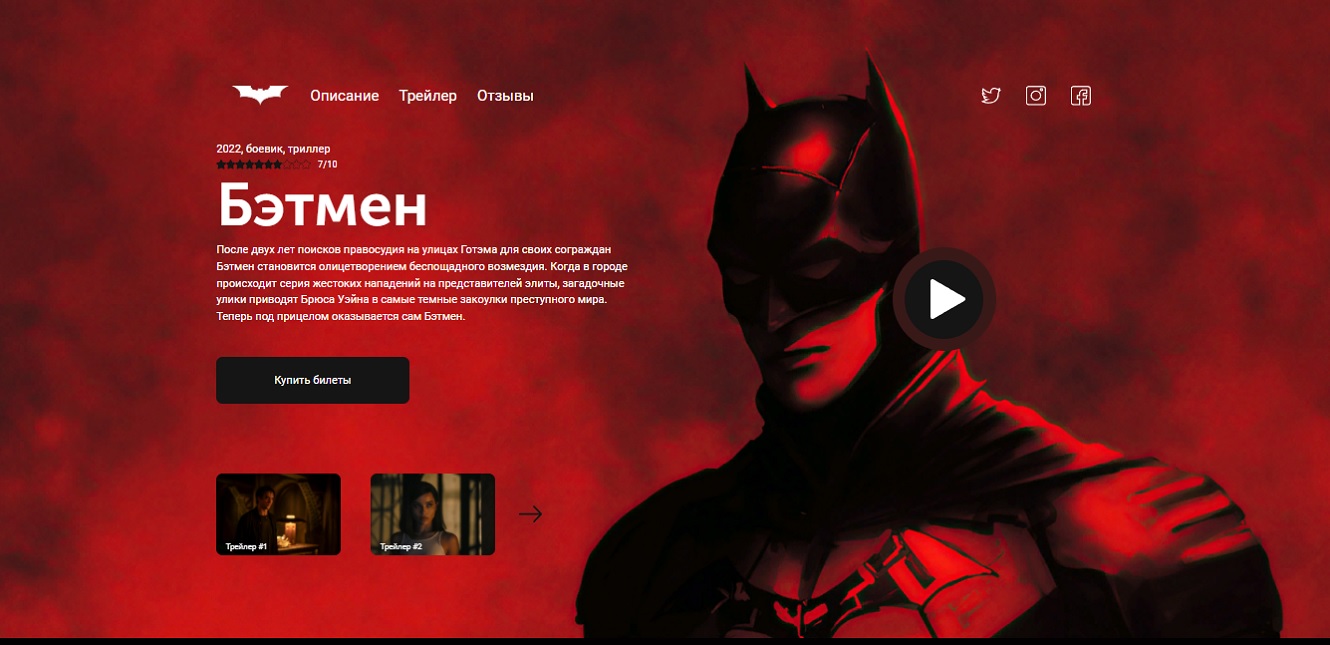 Описание Трейлер Отзывы
2022, боевик, триллер
7/10
Бэтмен
После двух лет поисков правосудия на улицах Готэма для своих сограждан
Бэтмен становится олицетворением беспощадного возмездия. Когда в городе
происходит серия жестоких нападений на представителей элиты, загадочные
улики приводят Брюса Уэйна в самые темные закоулки преступного мира.
Теперь под прицелом оказывается сам Бэтмен.
Купить билеты
Трейлер #1
Трейлер #2